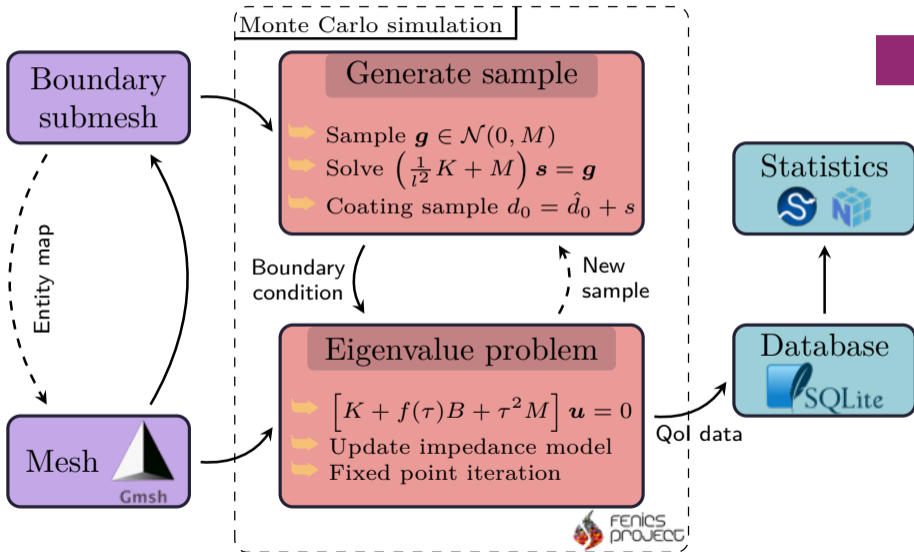 Monte Carlo simulation
Boundary
submesh
Generate sample
Sample 𝒈 ∈ 𝒩(0, M)
Solve (1/l² K + M) 𝒔 = 𝒈
Coating sample d₀ = d̂₀ + s
Statistics
S
N
Entity map
Boundary
condition
New
sample
Eigenvalue problem
[K + f(τ)B + τ²M] 𝒖 = 0
Update impedance model
Fixed point iteration
Database
SQLite
QoI data
Mesh
Gmsh
FENICS
PROJECT